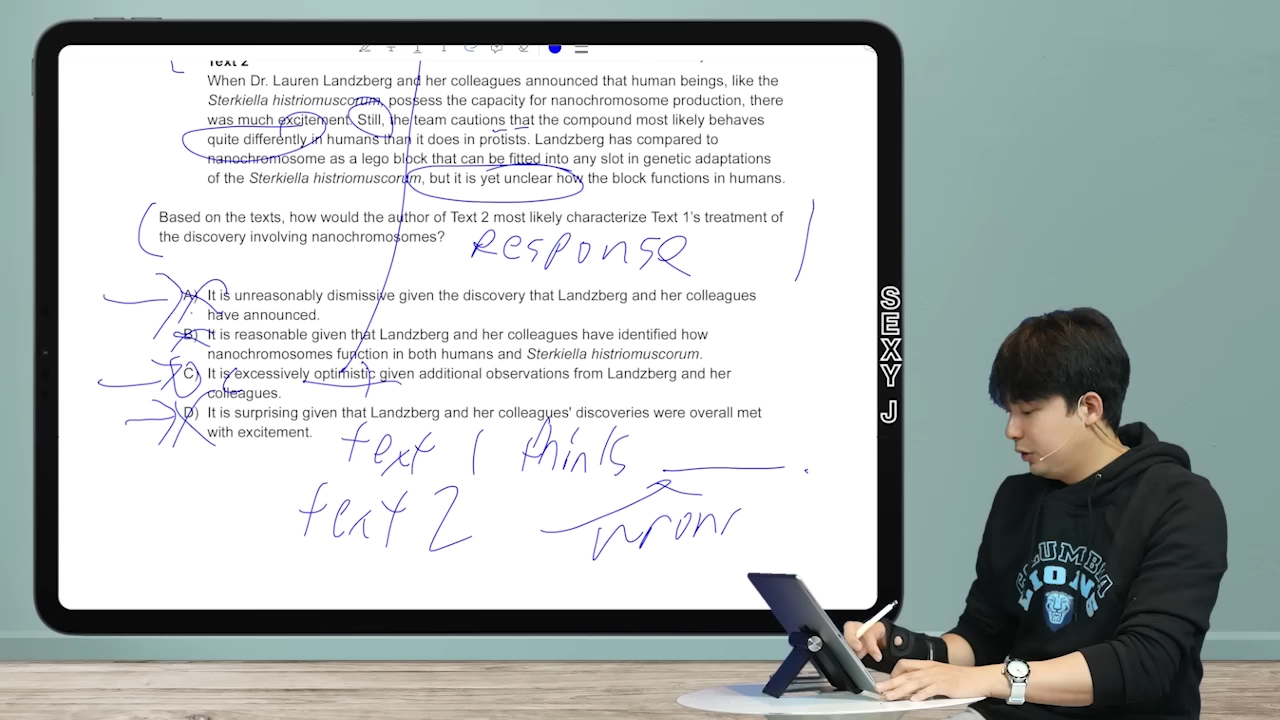 Text 2
When Dr. Lauren Landzberg and her colleagues announced that human beings, like the
Sterkiella histriomuscorum, possess the capacity for nanochromosome production, there
was much excitement. Still, the team cautions that the compound most likely behaves
quite differently in humans than it does in protists. Landzberg has compared to
nanochromosome as a lego block that can be fitted into any slot in genetic adaptations
of the Sterkiella histriomuscorum, but it is yet unclear how the block functions in humans.
Based on the texts, how would the author of Text 2 most likely characterize Text 1's treatment of
the discovery involving nanochromosomes?
Response
A) It is unreasonably dismissive given the discovery that Landzberg and her colleagues
have announced.
B) It is reasonable given that Landzberg and her colleagues have identified how
nanochromosomes function in both humans and Sterkiella histriomuscorum.
C) It is excessively optimistic given additional observations from Landzberg and her
colleagues.
D) It is surprising given that Landzberg and her colleagues' discoveries were overall met
with excitement.
text 1 thinks
text 2
wrong
SEXY J
COLUMBIA
LIONS